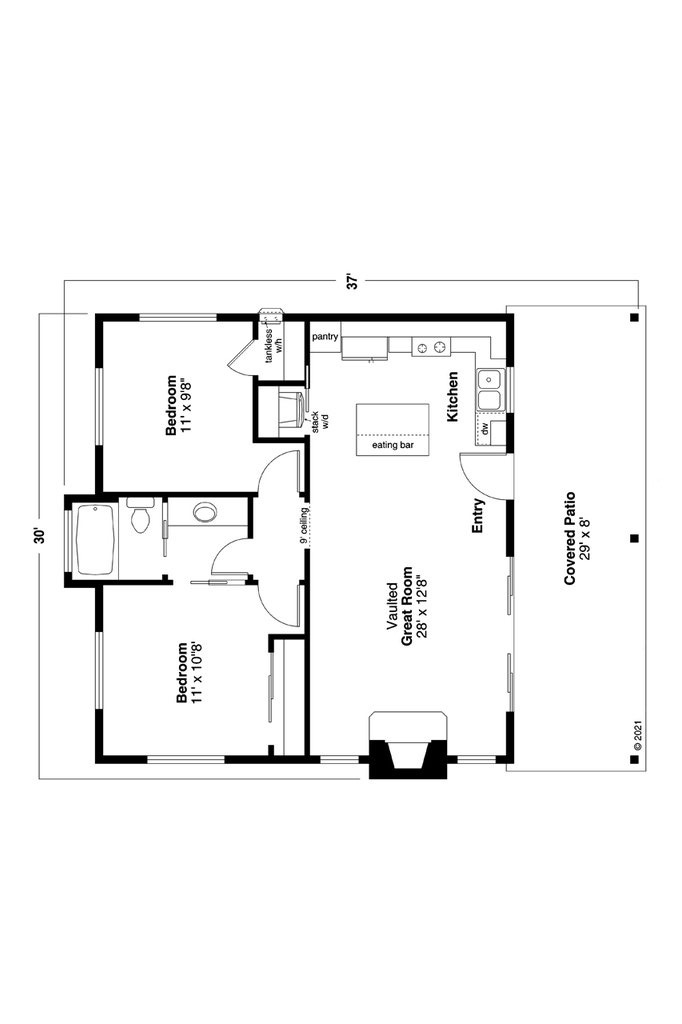 37'
30'
Bedroom
11' x 9'8"
tankless
w/h
pantry
stack
w/d
Kitchen
eating bar
dw
9' ceiling
Entry
Covered Patio
29' x 8'
Vaulted
Great Room
28' x 12'8"
Bedroom
11' x 10"8'
© 2021